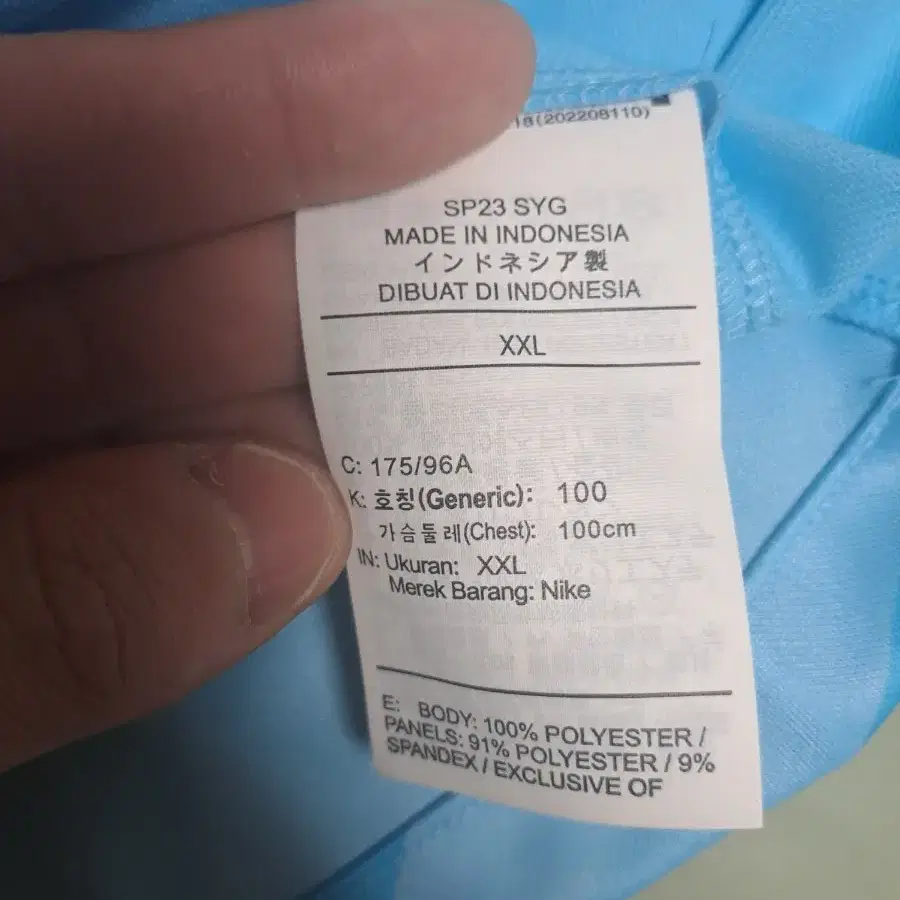 18(202208110)
SP23 SYG
MADE IN INDONESIA
インドネシア製
DIBUAT DI INDONESIA
XXL
C: 175/96A
K: 호칭(Generic): 100
가슴둘레(Chest): 100cm
IN: Ukuran: XXL
Merek Barang: Nike
E: BODY: 100% POLYESTER /
PANELS: 91% POLYESTER / 9%
SPANDEX / EXCLUSIVE OF